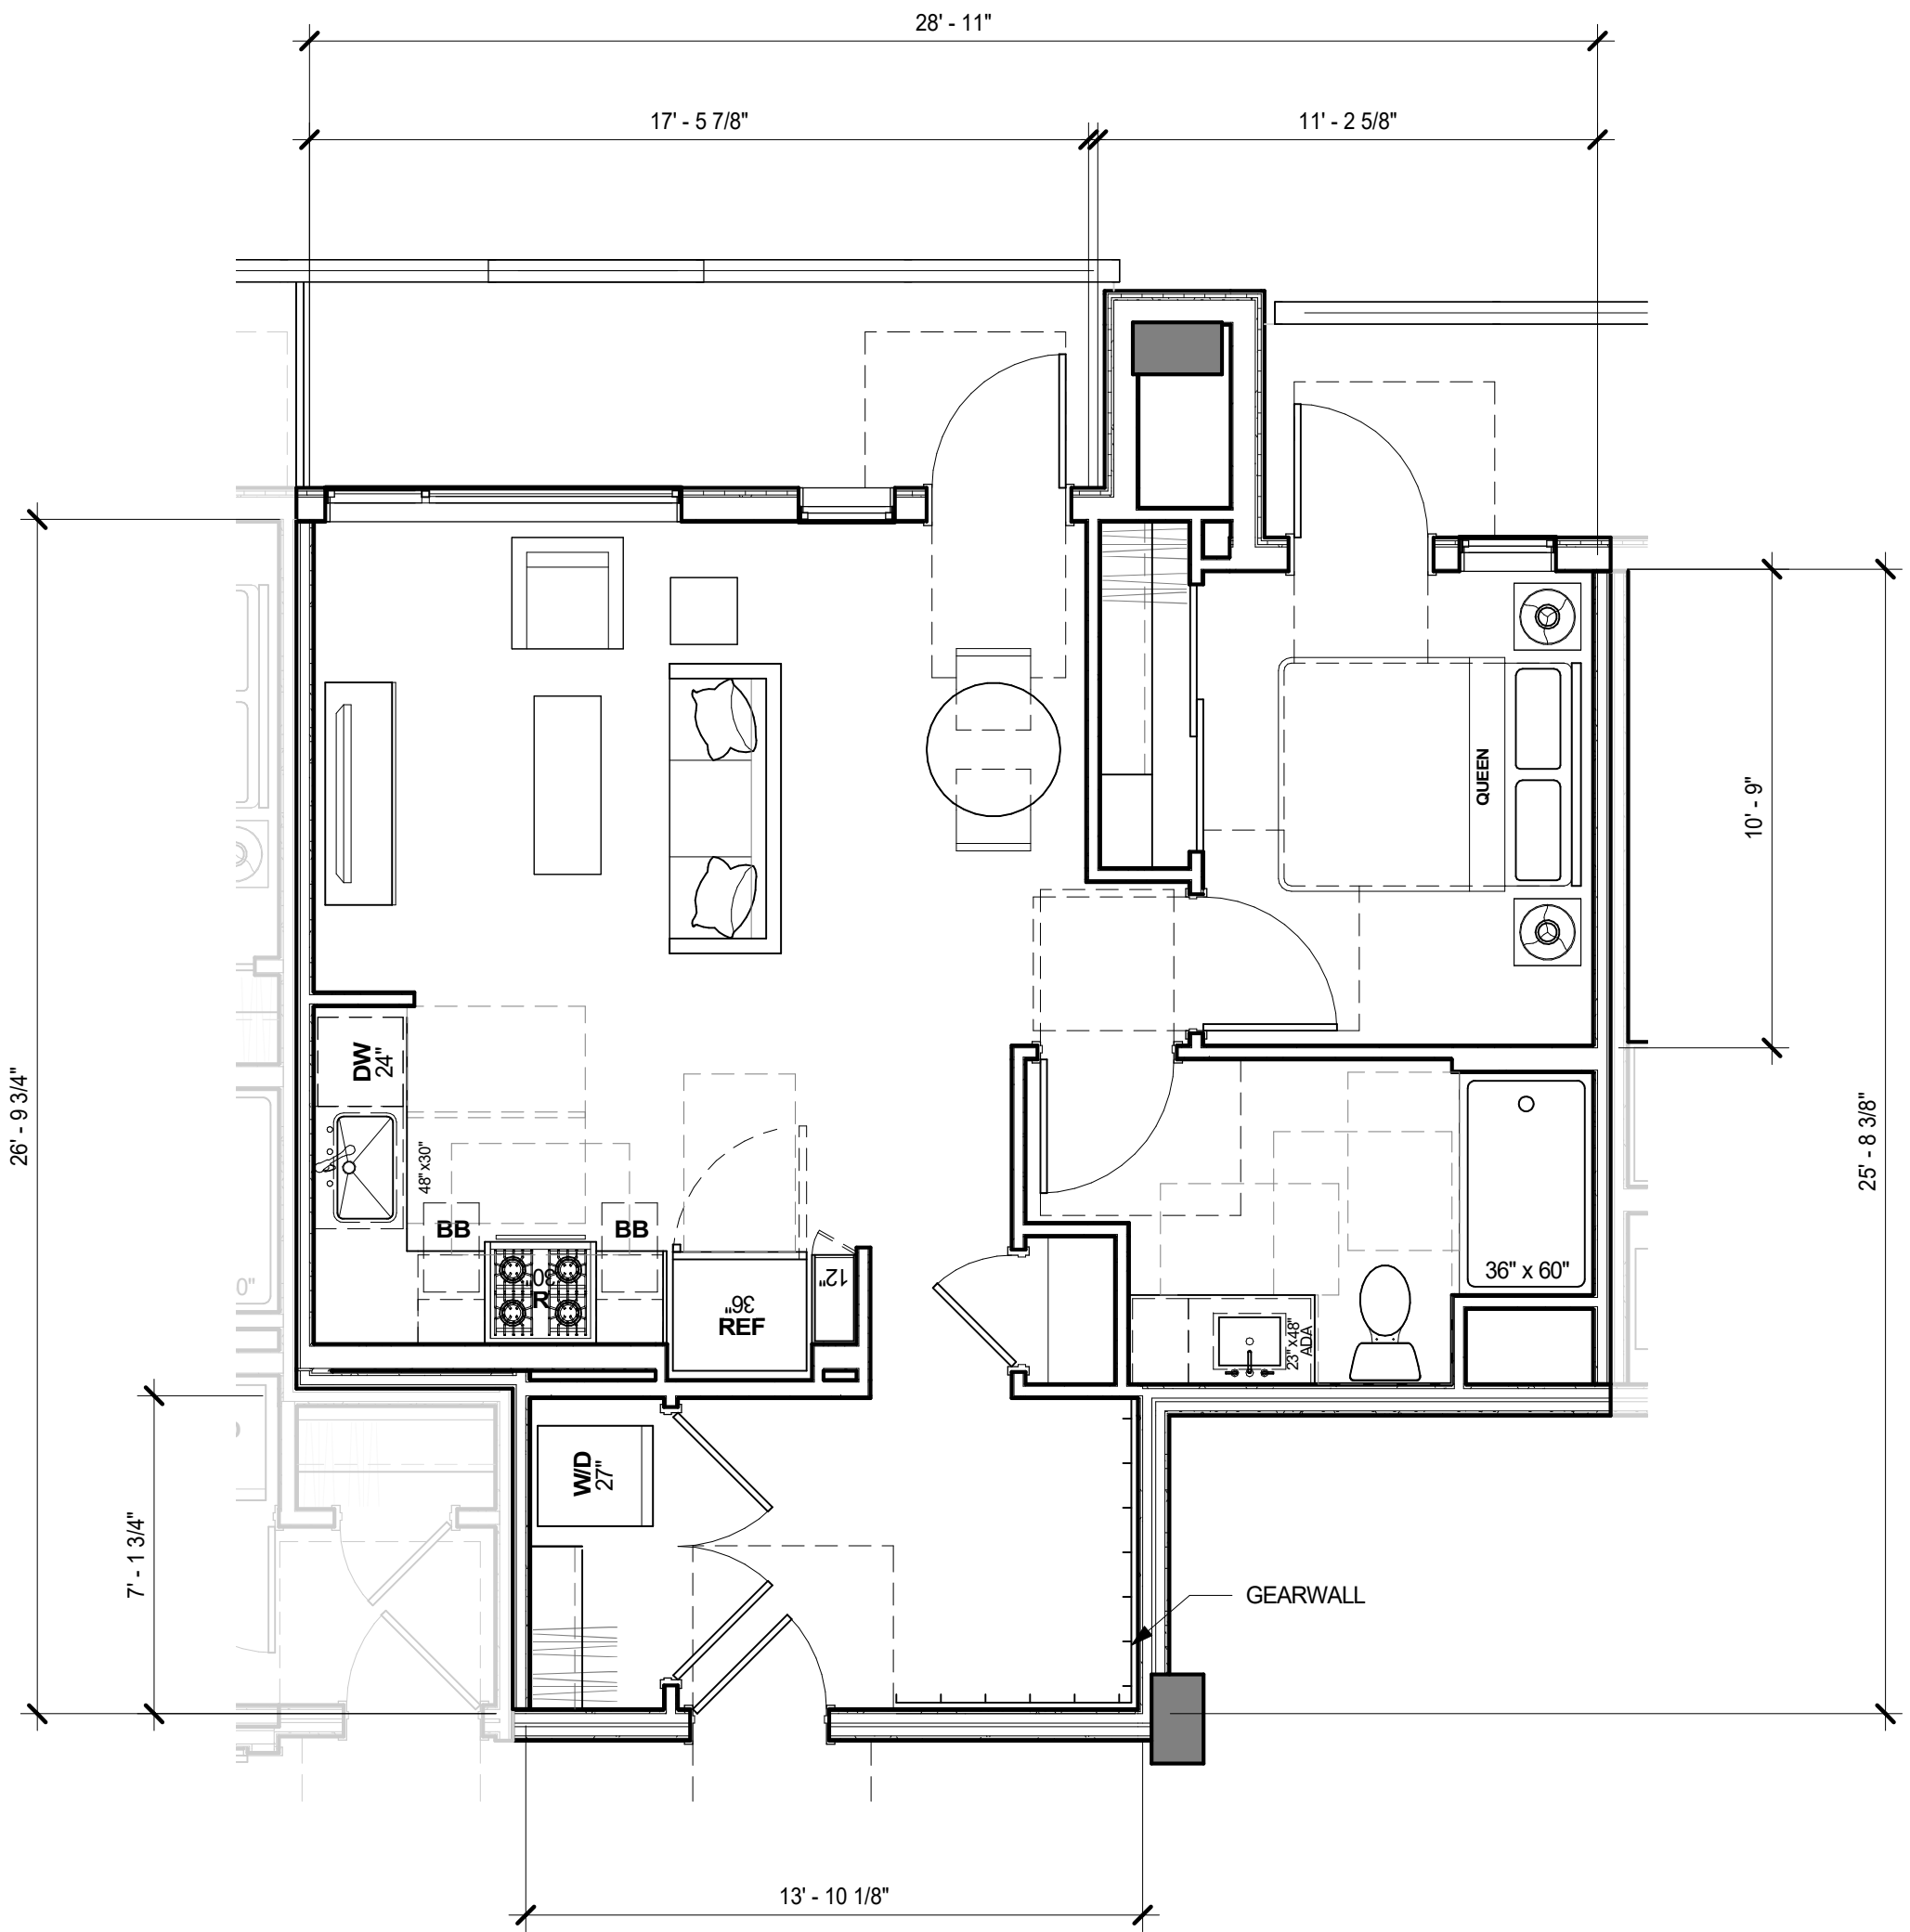 28' - 11"
17' - 5 7/8"
11' - 2 5/8"
QUEEN
10' - 9"
26' - 9 3/4"
25' - 8 3/8"
DW
24"
48"x30"
BB
BB
30"
R
36"
REF
12"
36" x 60"
23"x48"
ADA
0"
W/D
27"
7' - 1 3/4"
GEARWALL
13' - 10 1/8"